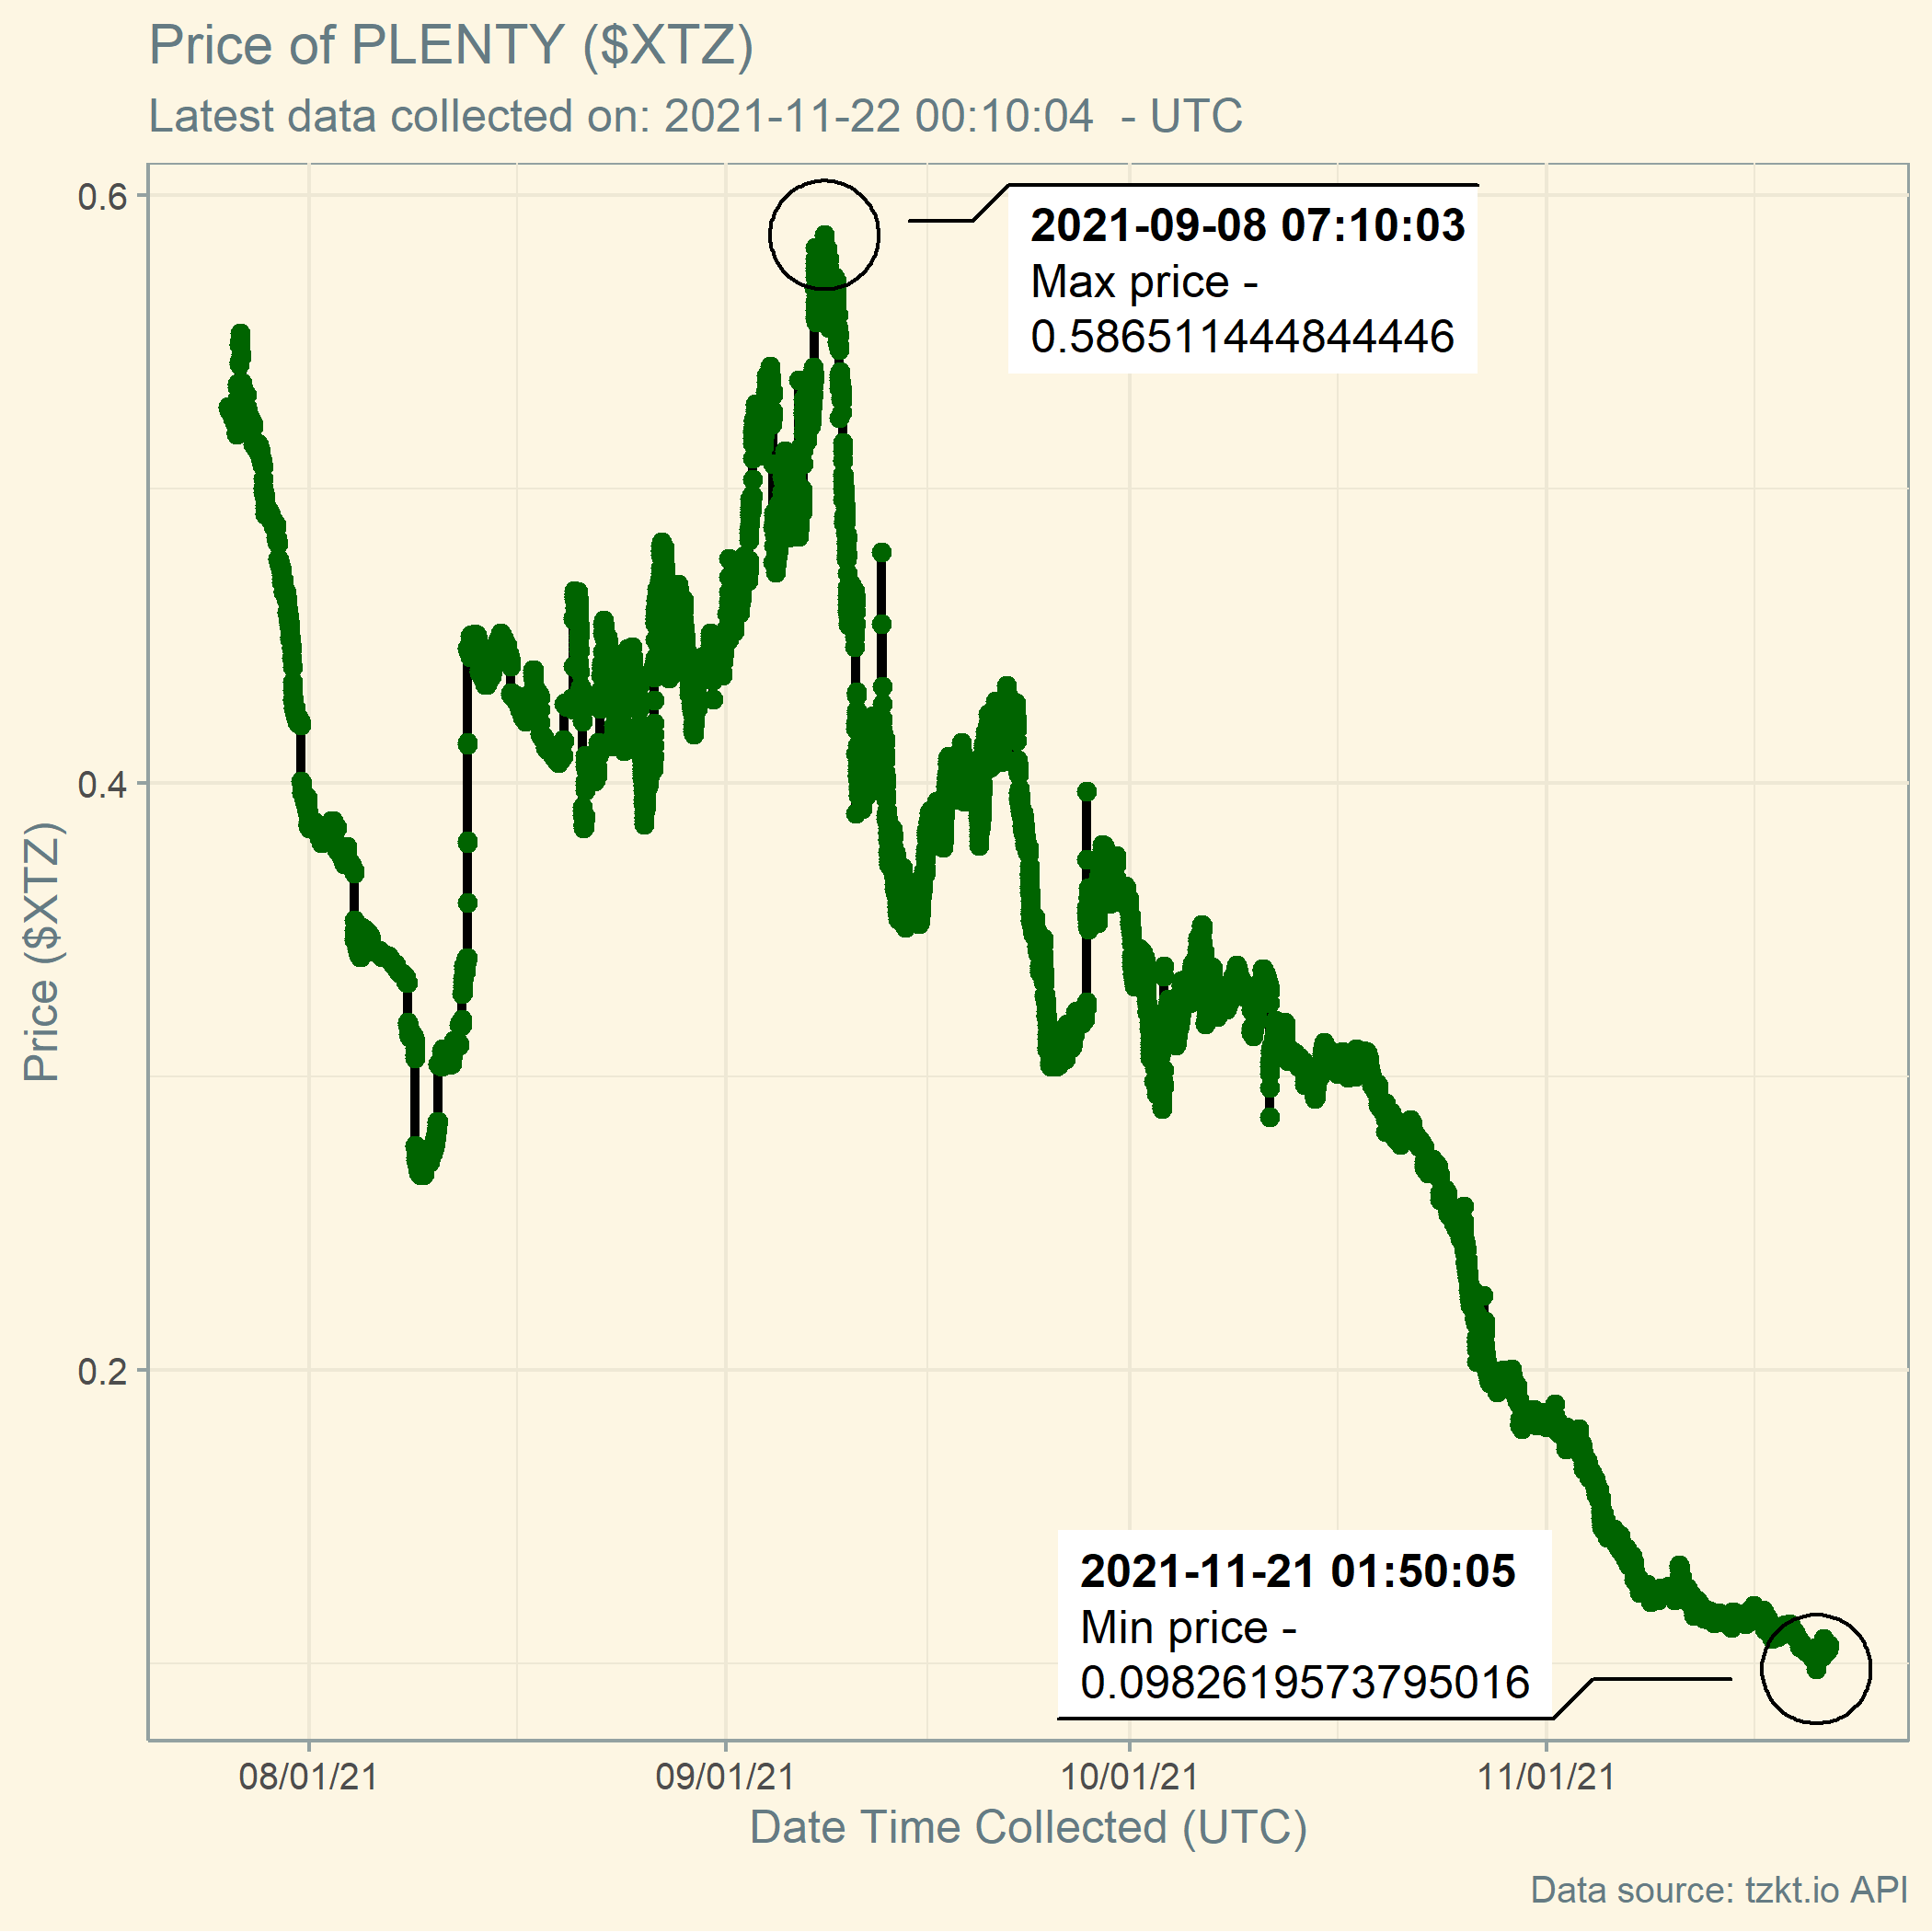 Price of PLENTY ($XTZ)
Latest data collected on: 2021-11-22 00:10:04  - UTC
0.6
0.4
0.2
Price ($XTZ)
2021-09-08 07:10:03
Max price -
0.586511444844446
2021-11-21 01:50:05
Min price -
0.0982619573795016
08/01/21
09/01/21
10/01/21
11/01/21
Date Time Collected (UTC)
Data source: tzkt.io API